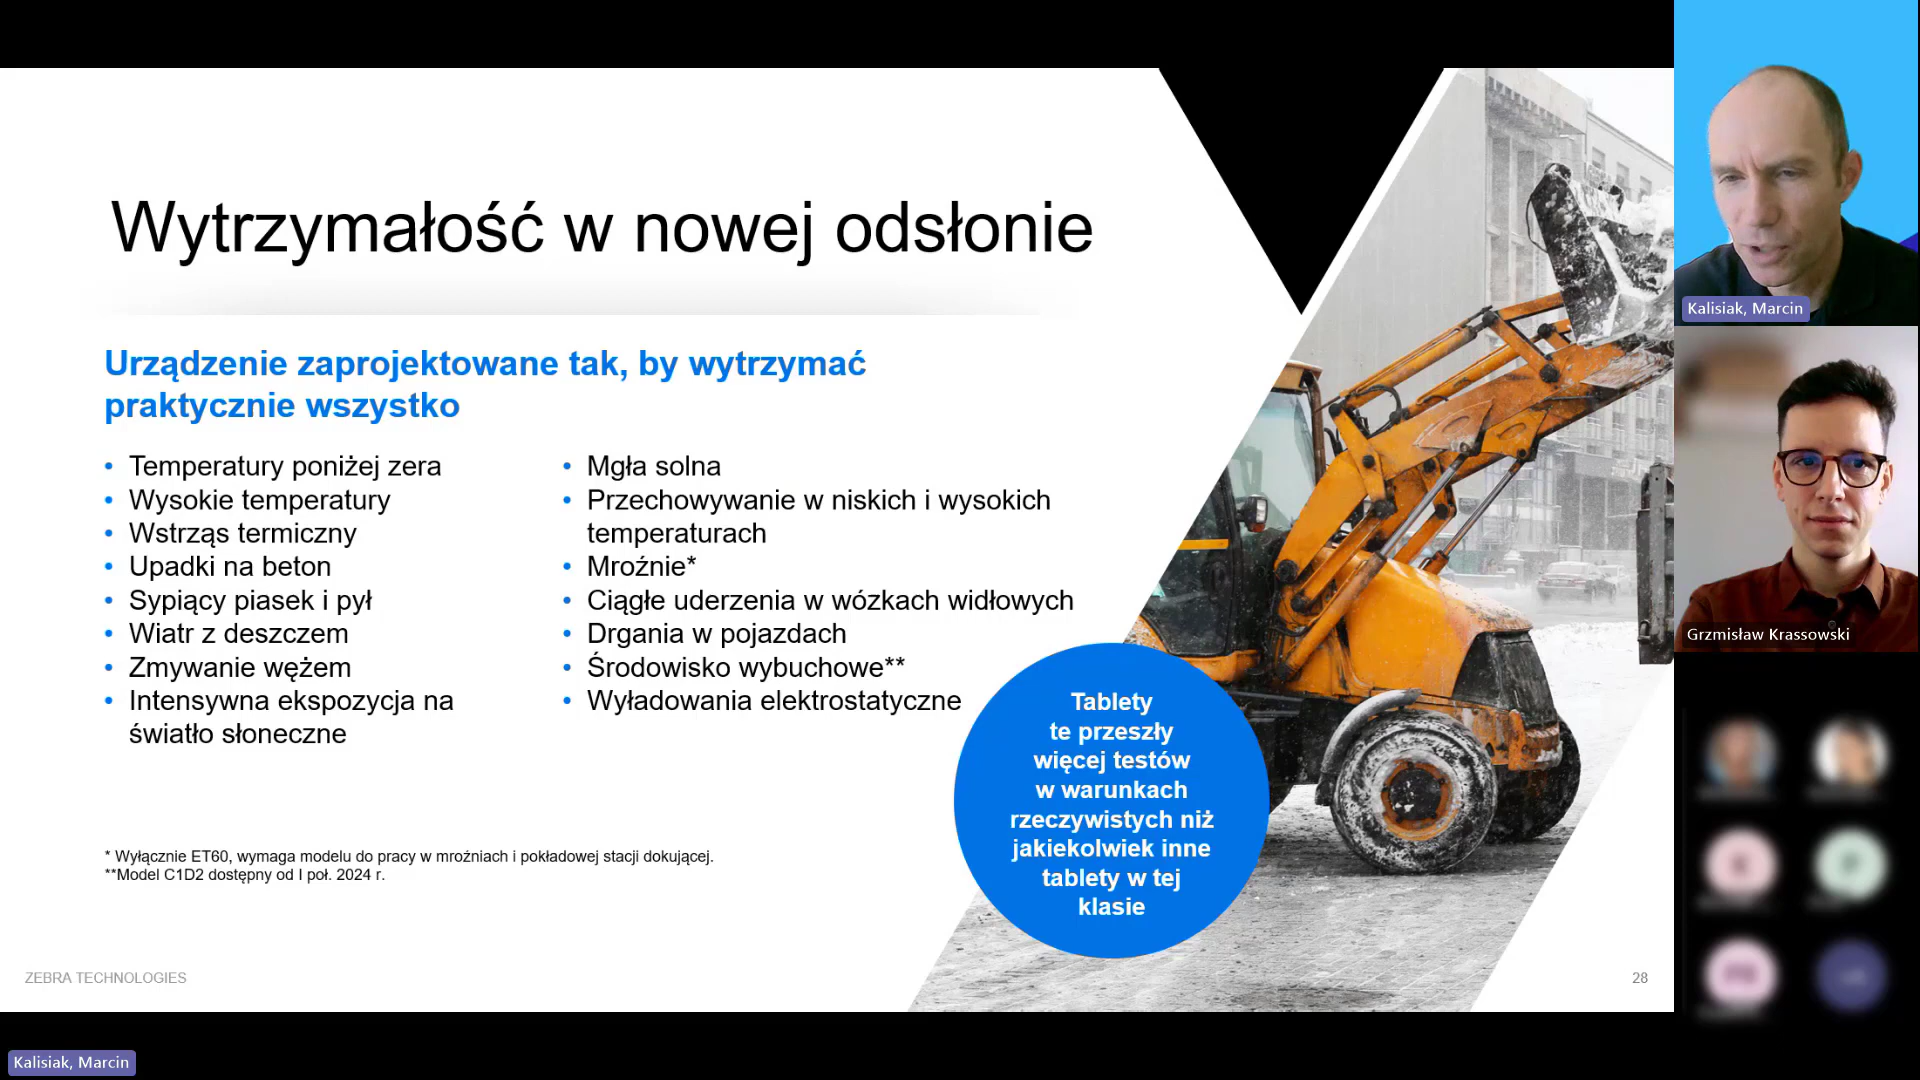 Wytrzymałość w nowej odsłonie
Urządzenie zaprojektowane tak, by wytrzymać
praktycznie wszystko
• Temperatury poniżej zera
• Wysokie temperatury
• Wstrząs termiczny
• Upadki na beton
• Sypiący piasek i pył
• Wiatr z deszczem
• Zmywanie wężem
• Intensywna ekspozycja na
światło słoneczne
• Mgła solna
• Przechowywanie w niskich i wysokich
temperaturach
• Mroźnie*
• Ciągłe uderzenia w wózkach widłowych
• Drgania w pojazdach
• Środowisko wybuchowe**
• Wyładowania elektrostatyczne
Tablety
te przeszły
więcej testów
w warunkach
rzeczywistych niż
jakiekolwiek inne
tablety w tej
klasie
* Wyłącznie ET60, wymaga modelu do pracy w mroźniach i pokładowej stacji dokującej.
**Model C1D2 dostępny od I poł. 2024 r.
ZEBRA TECHNOLOGIES
28
Kalisiak, Marcin
Grzmisław Krassowski
Kalisiak, Marcin